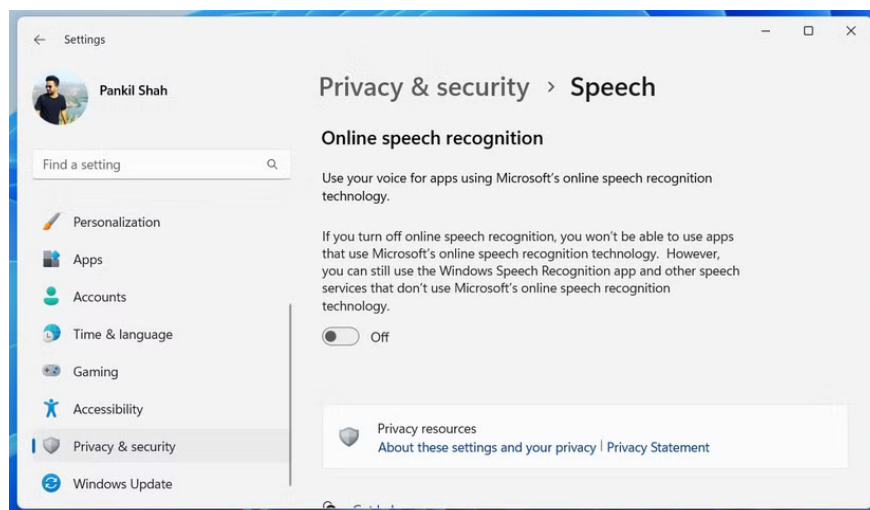 Settings
Pankil Shah
Find a setting
Personalization
Apps
Accounts
Time & language
Gaming
Accessibility
Privacy & security
Windows Update
Privacy & security > Speech
Online speech recognition
Use your voice for apps using Microsoft's online speech recognition
technology.
If you turn off online speech recognition, you won't be able to use apps
that use Microsoft's online speech recognition technology. However,
you can still use the Windows Speech Recognition app and other speech
services that don't use Microsoft's online speech recognition
technology.
Off
Privacy resources
About these settings and your privacy | Privacy Statement